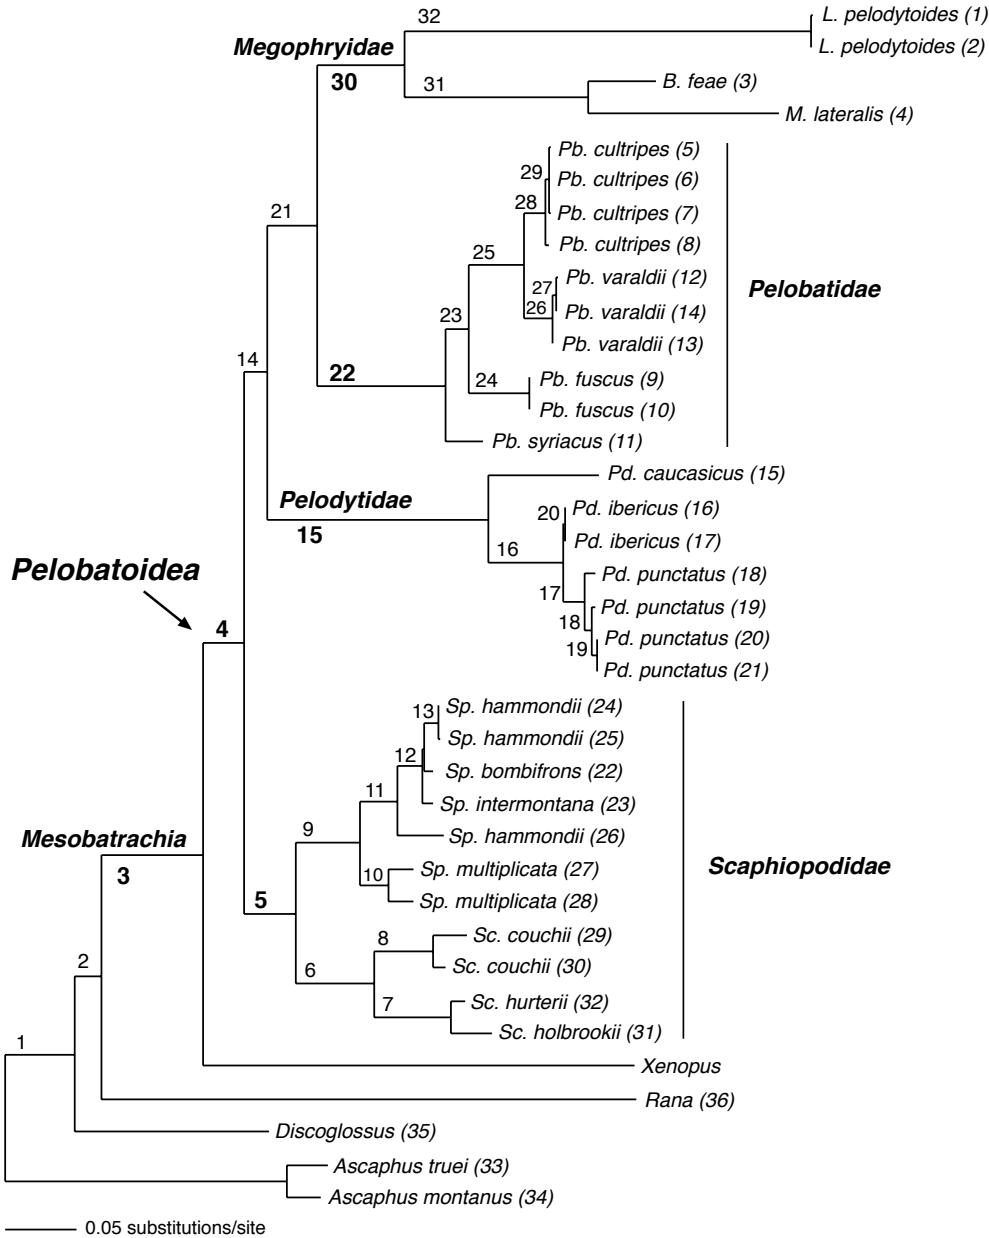 32
L. pelodytoides (1)
L. pelodytoides (2)
Megophryidae
30
31
B. feae (3)
M. lateralis (4)
Pb. cultripes (5)
29
Pb. cultripes (6)
28
Pb. cultripes (7)
21
Pb. cultripes (8)
25
Pb. varaldii (12)
27
Pelobatidae
26
Pb. varaldii (14)
23
Pb. varaldii (13)
14
22
24
Pb. fuscus (9)
Pb. fuscus (10)
Pb. syriacus (11)
Pd. caucasicus (15)
Pelodytidae
15
20
Pd. ibericus (16)
Pd. ibericus (17)
16
Pelobatoidea
Pd. punctatus (18)
17
Pd. punctatus (19)
18
4
Pd. punctatus (20)
19
Pd. punctatus (21)
13
Sp. hammondii (24)
Sp. hammondii (25)
12
Sp. bombifrons (22)
11
Sp. intermontana (23)
9
Sp. hammondii (26)
Mesobatrachia
3
10
Sp. multiplicata (27)
Scaphiopodidae
5
Sp. multiplicata (28)
8
Sc. couchii (29)
2
6
Sc. couchii (30)
7
Sc. hurterii (32)
Sc. holbrookii (31)
1
Xenopus
Rana (36)
Discoglossus (35)
Ascaphus truei (33)
Ascaphus montanus (34)
0.05 substitutions/site